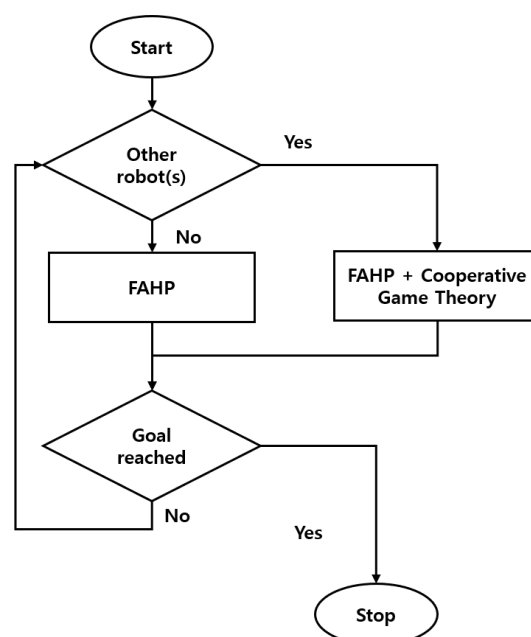 Start
Other
robot(s)
Yes
No
FAHP
FAHP + Cooperative
Game Theory
Goal
reached
No
Yes
Stop